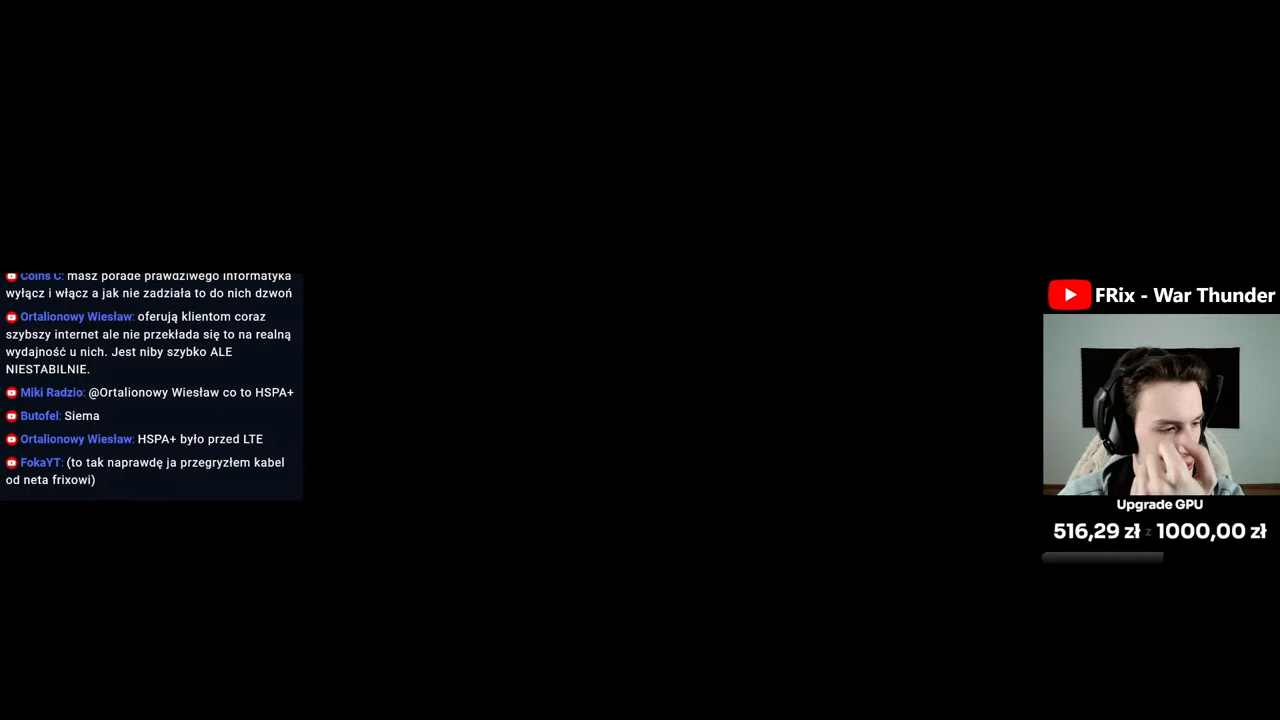 Coins C: masz porade prawdziwego informatyka
wyłącz i włącz a jak nie zadziała to do nich dzwoń
Ortalionowy Wiesław: oferują klientom coraz
szybszy internet ale nie przekłada się to na realną
wydajność u nich. Jest niby szybko ALE
NIESTABILNIE.
Miki Radzio: @Ortalionowy Wiesław co to HSPA+
Butofel: Siema
Ortalionowy Wiesław: HSPA+ było przed LTE
FokaYT: (to tak naprawdę ja przegryzłem kabel
od neta frixowi)
FRix - War Thunder
Upgrade GPU
516,29 zł z 1000,00 zł